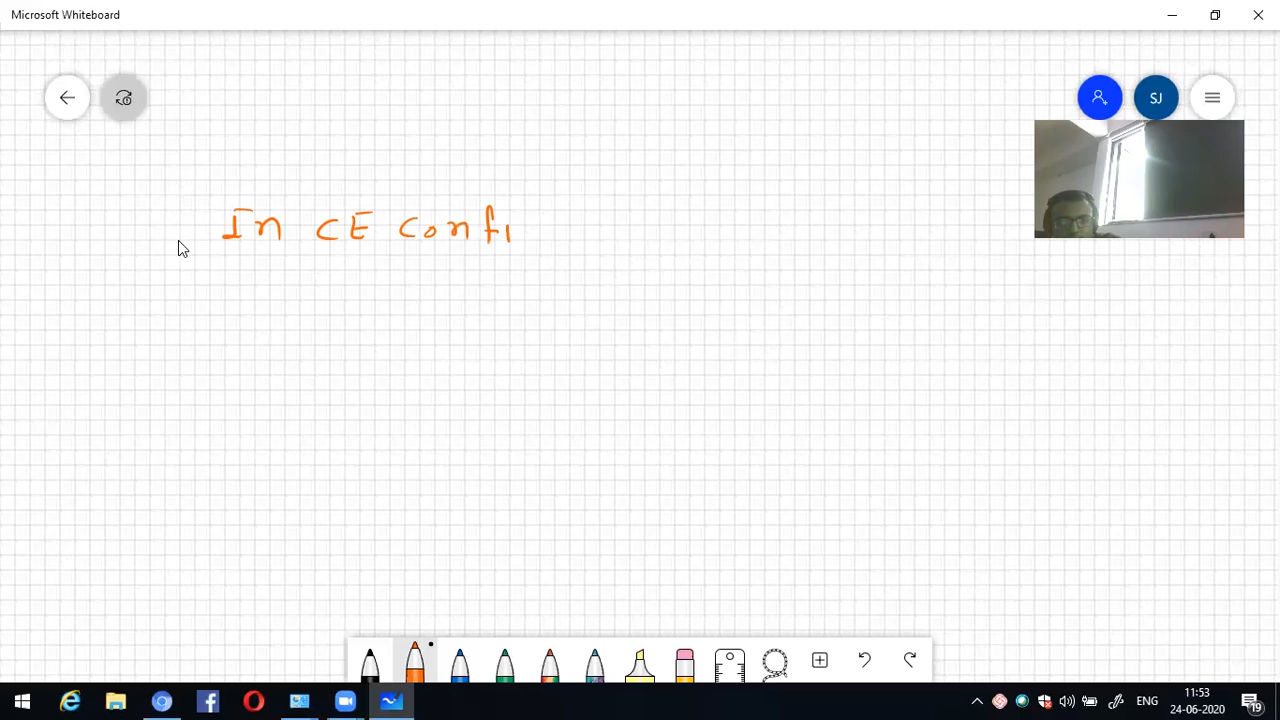 Microsoft Whiteboard
SJ
In CE Confi
ENG
11:53
24-06-2020
19